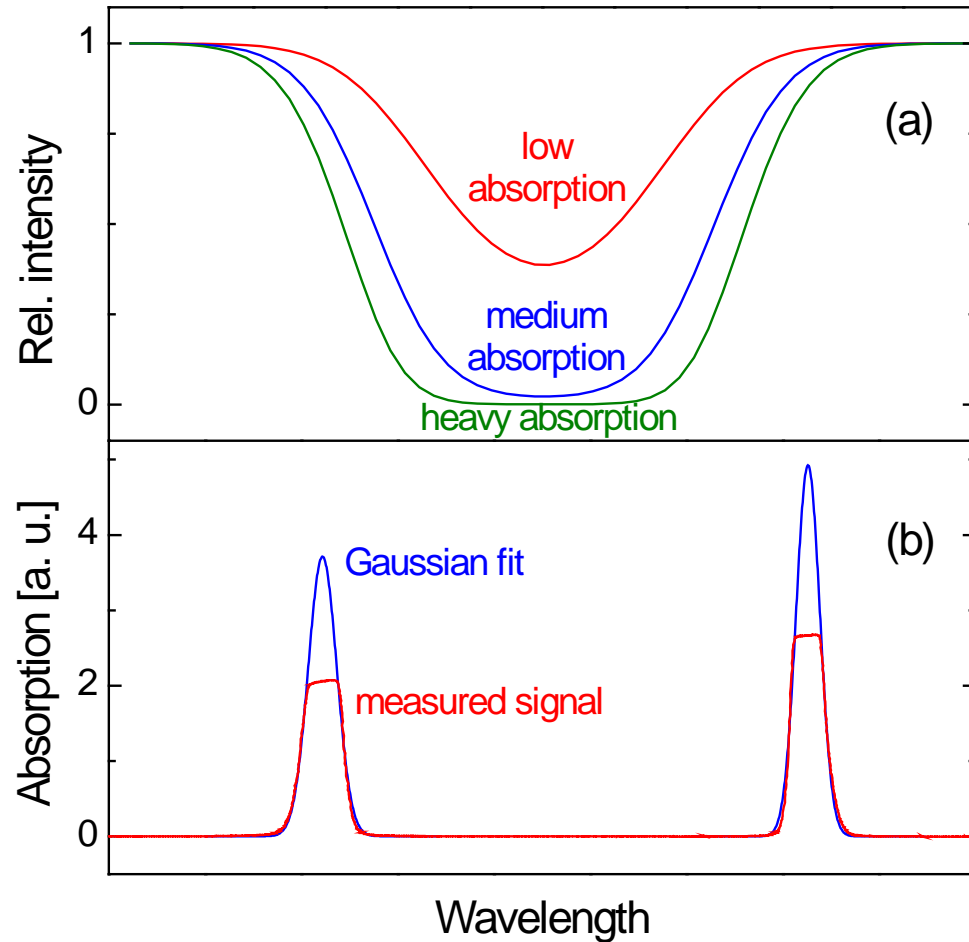 1
(a)
low
absorption
Rel. intensity
medium
absorption
0
heavy absorption
4
(b)
Gaussian fit
Absorption [a. u.]
2
measured signal
0
Wavelength